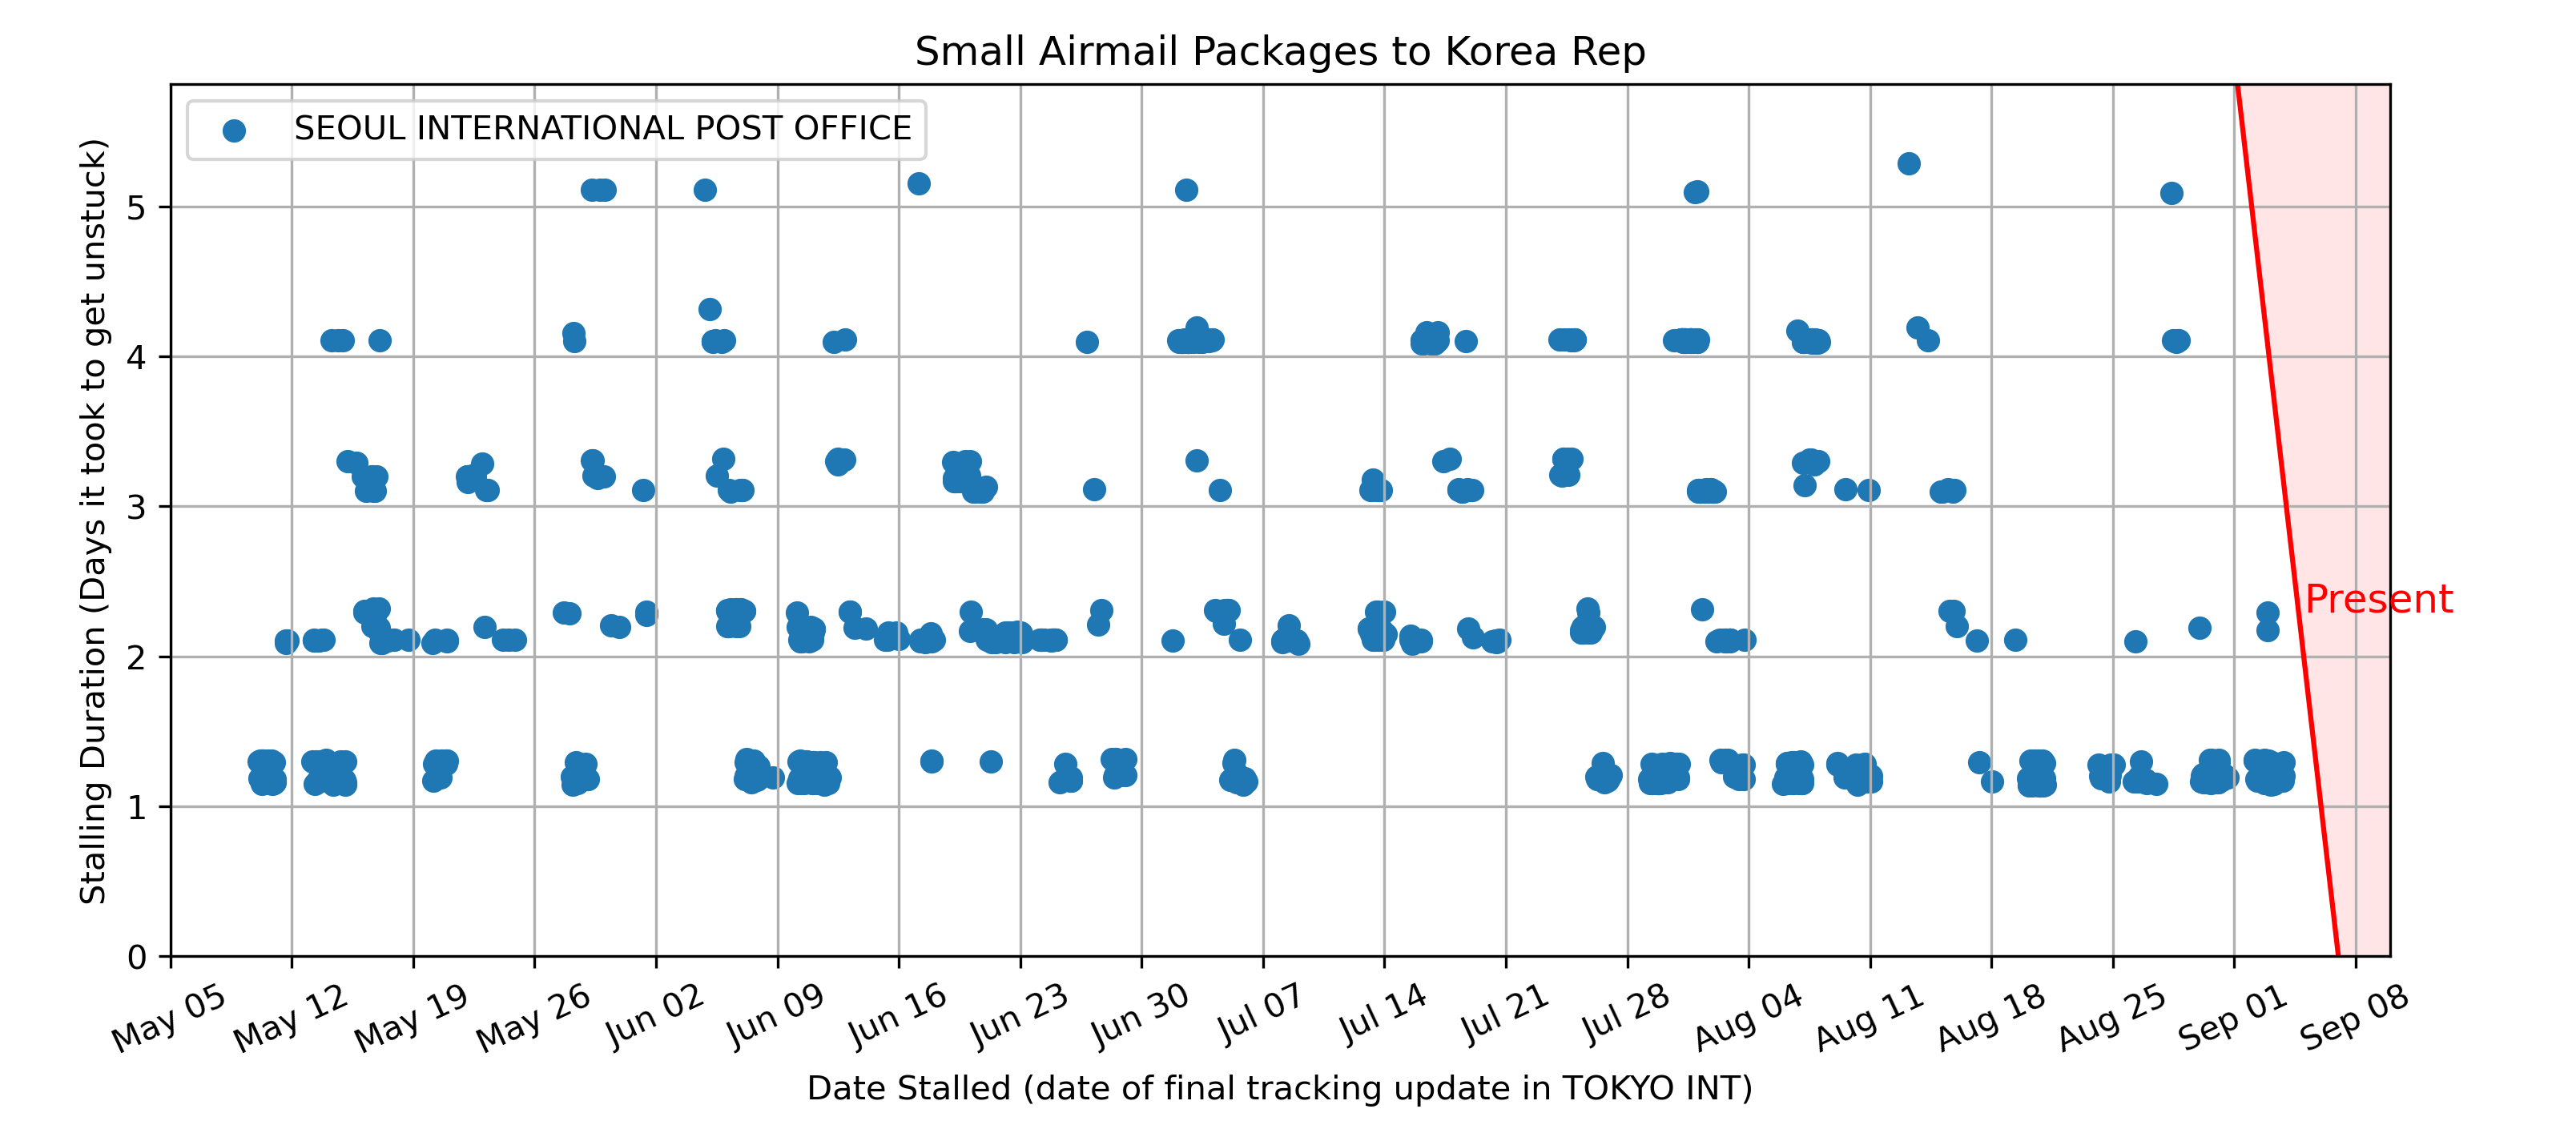 Small Airmail Packages to Korea Rep
SEOUL INTERNATIONAL POST OFFICE
Stalling Duration (Days it took to get unstuck)
5
4
3
2
1
0
Present
May 05 May 12 May 19 May 26 Jun 02 Jun 09 Jun 16 Jun 23 Jun 30 Jul 07 Jul 14 Jul 21 Jul 28 Aug 04 Aug 11 Aug 18 Aug 25 Sep 01 Sep 08
Date Stalled (date of final tracking update in TOKYO INT)